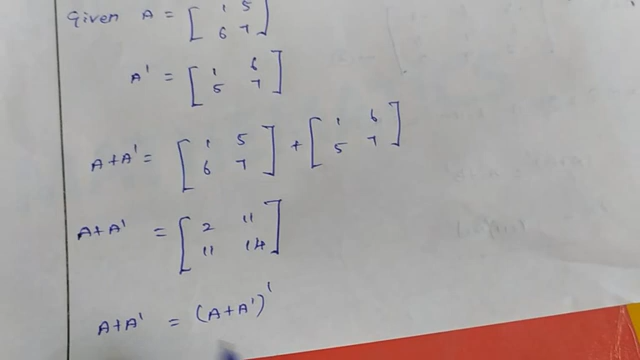 Given A = [1 5
6 7]
A' = [1 6
5 7]
A+A' = [1 5
6 7] + [1 6
5 7]
A+A' = [2 11
11 14]
A+A' = (A+A')'